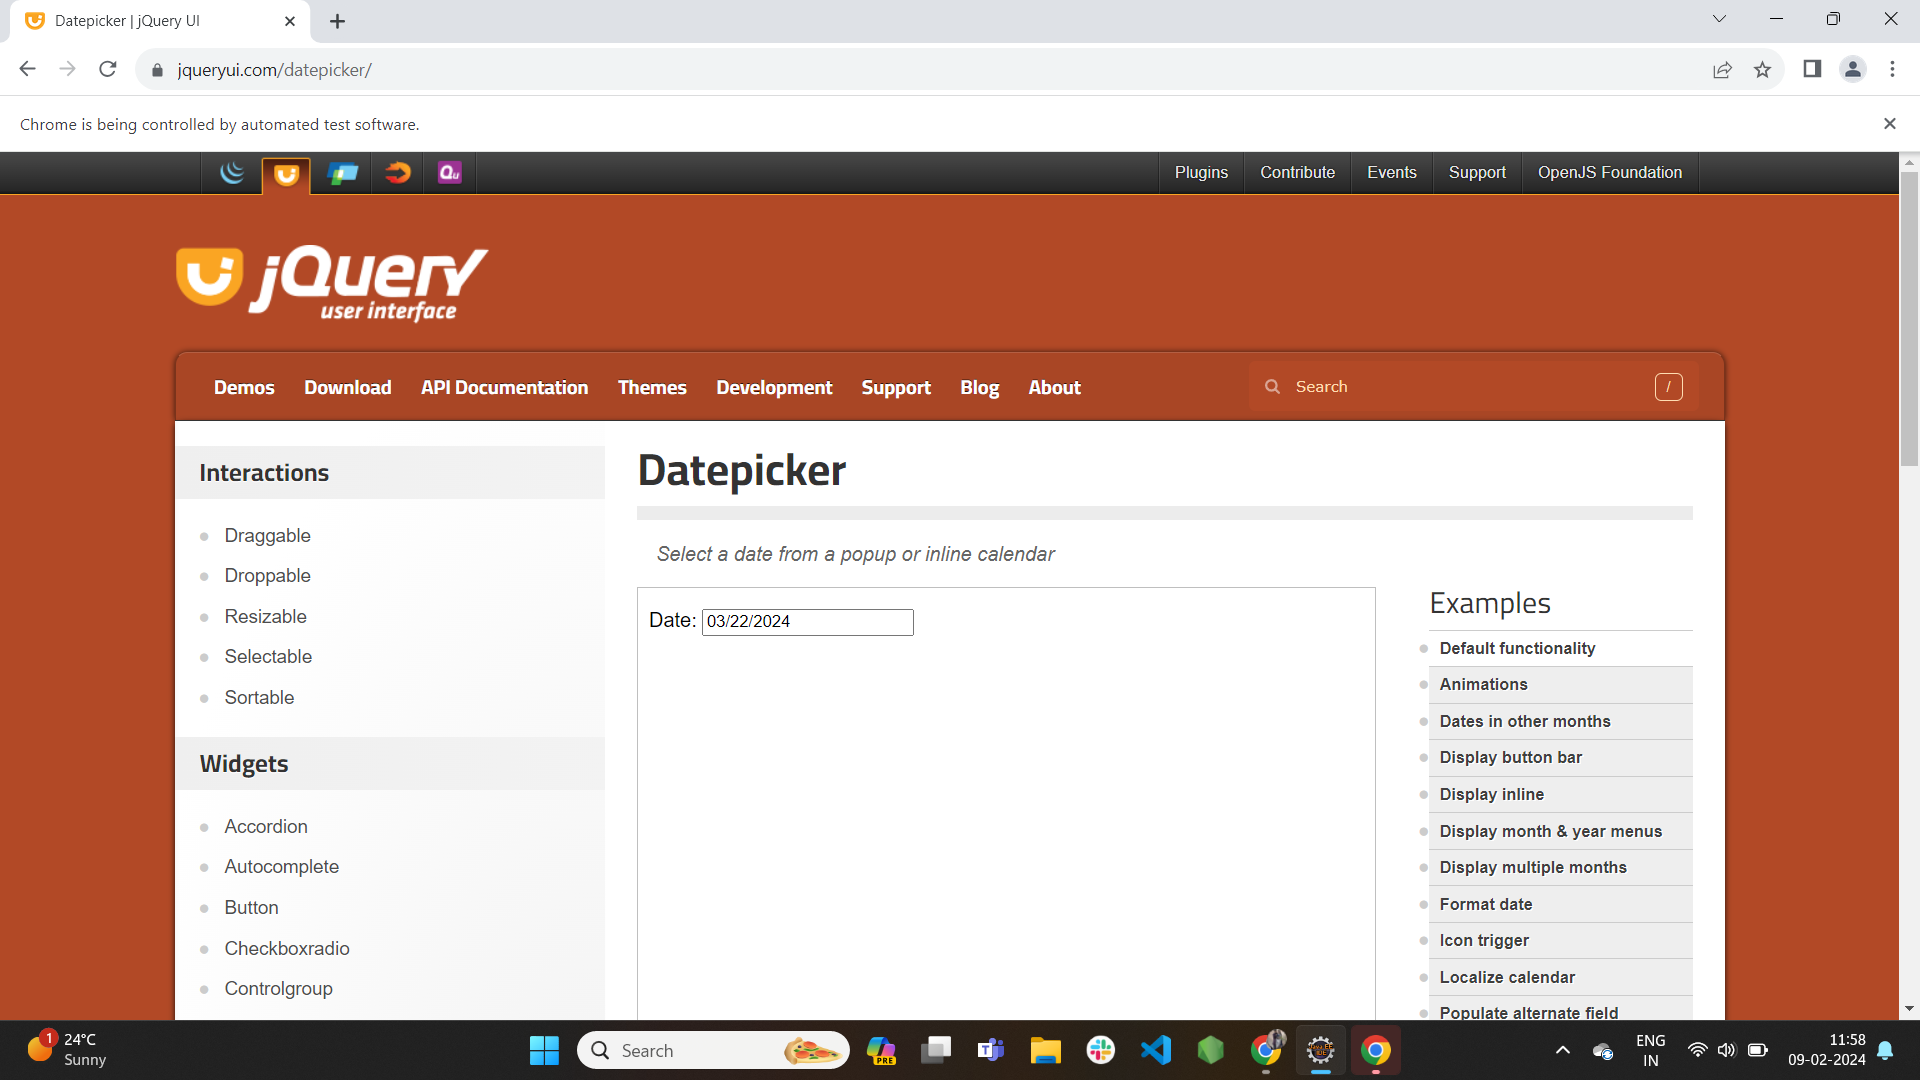 Datepicker | jQuery UI
jqueryui.com/datepicker/
Chrome is being controlled by automated test software.
Qu
Plugins
Contribute
Events
Support
OpenJS Foundation
jQuery
user interface
Demos
Download
API Documentation
Themes
Development
Support
Blog
About
Search
/
Interactions
Draggable
Droppable
Resizable
Selectable
Sortable
Widgets
Accordion
Autocomplete
Button
Checkboxradio
Controlgroup
Datepicker
Select a date from a popup or inline calendar
Date: 03/22/2024
Examples
Default functionality
Animations
Dates in other months
Display button bar
Display inline
Display month & year menus
Display multiple months
Format date
Icon trigger
Localize calendar
Populate alternate field
1
24°C
Sunny
Search
PRE
ENG
IN
11:58
09-02-2024